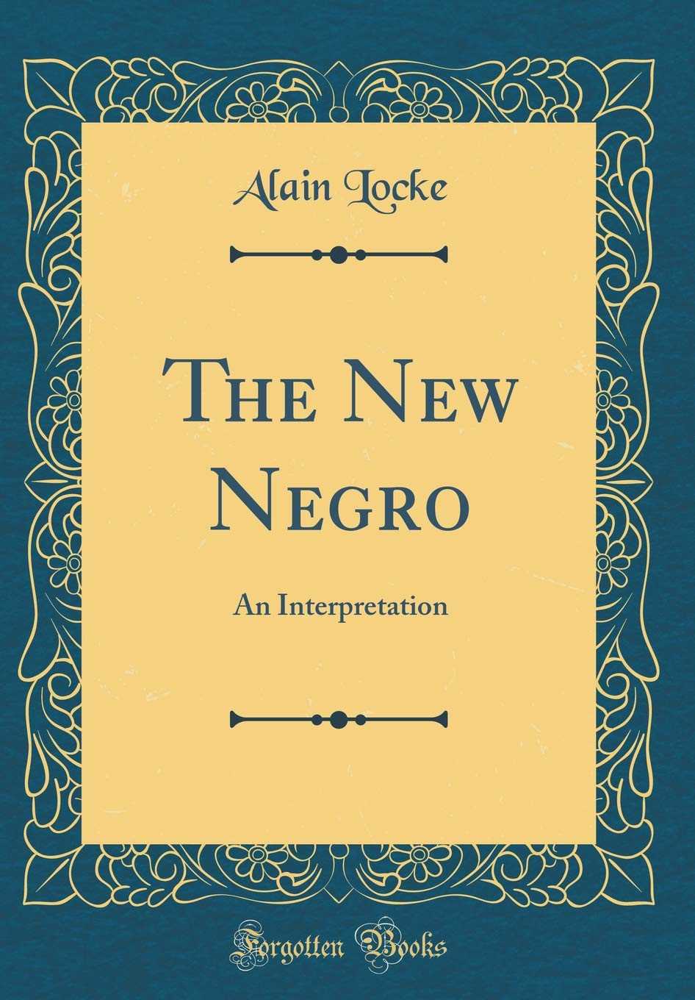 Alain Locke
The New
Negro
An Interpretation
Forgotten Books